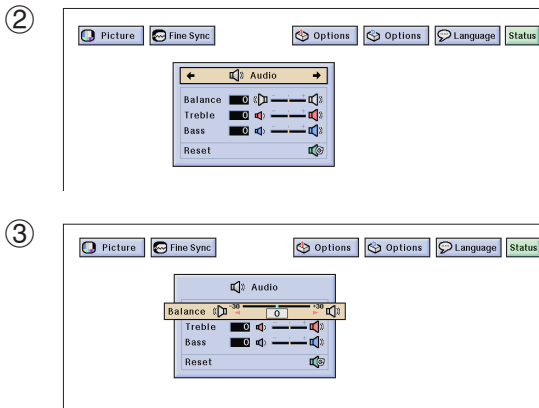 ②
Picture Fine Sync Options Options Language Status
Audio
Balance 0
Treble 0
Bass 0
Reset
③
Picture Fine Sync Options Options Language Status
Audio
Balance -30 0 +30
Treble 0
Bass 0
Reset